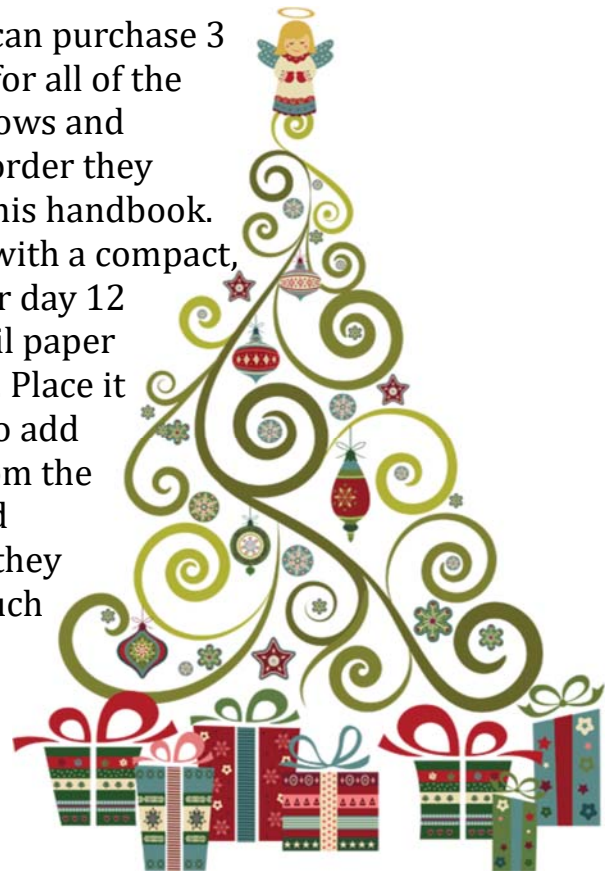 can purchase 3
for all of the
ows and
order they
his handbook.
with a compact,
r day 12
il paper
Place it
o add
om the
d
they
uch